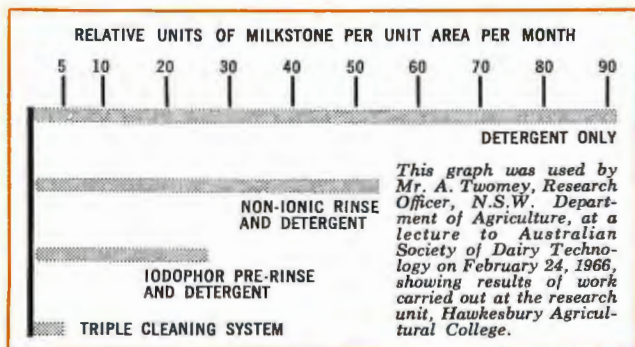 RELATIVE UNITS OF MILKSTONE PER UNIT AREA PER MONTH
5 10 20 30 40 50 60 70 80 90
DETERGENT ONLY
NON-IONIC RINSE
AND DETERGENT
IODOPHOR PRE-RINSE
AND DETERGENT
TRIPLE CLEANING SYSTEM
This graph was used by
Mr. A. Twomey, Research
Officer, N.S.W. Depart-
ment of Agriculture, at a
lecture to Australian
Society of Dairy Techno-
logy on February 24, 1966,
showing results of work
carried out at the research
unit, Hawkesbury Agricul-
tural College.